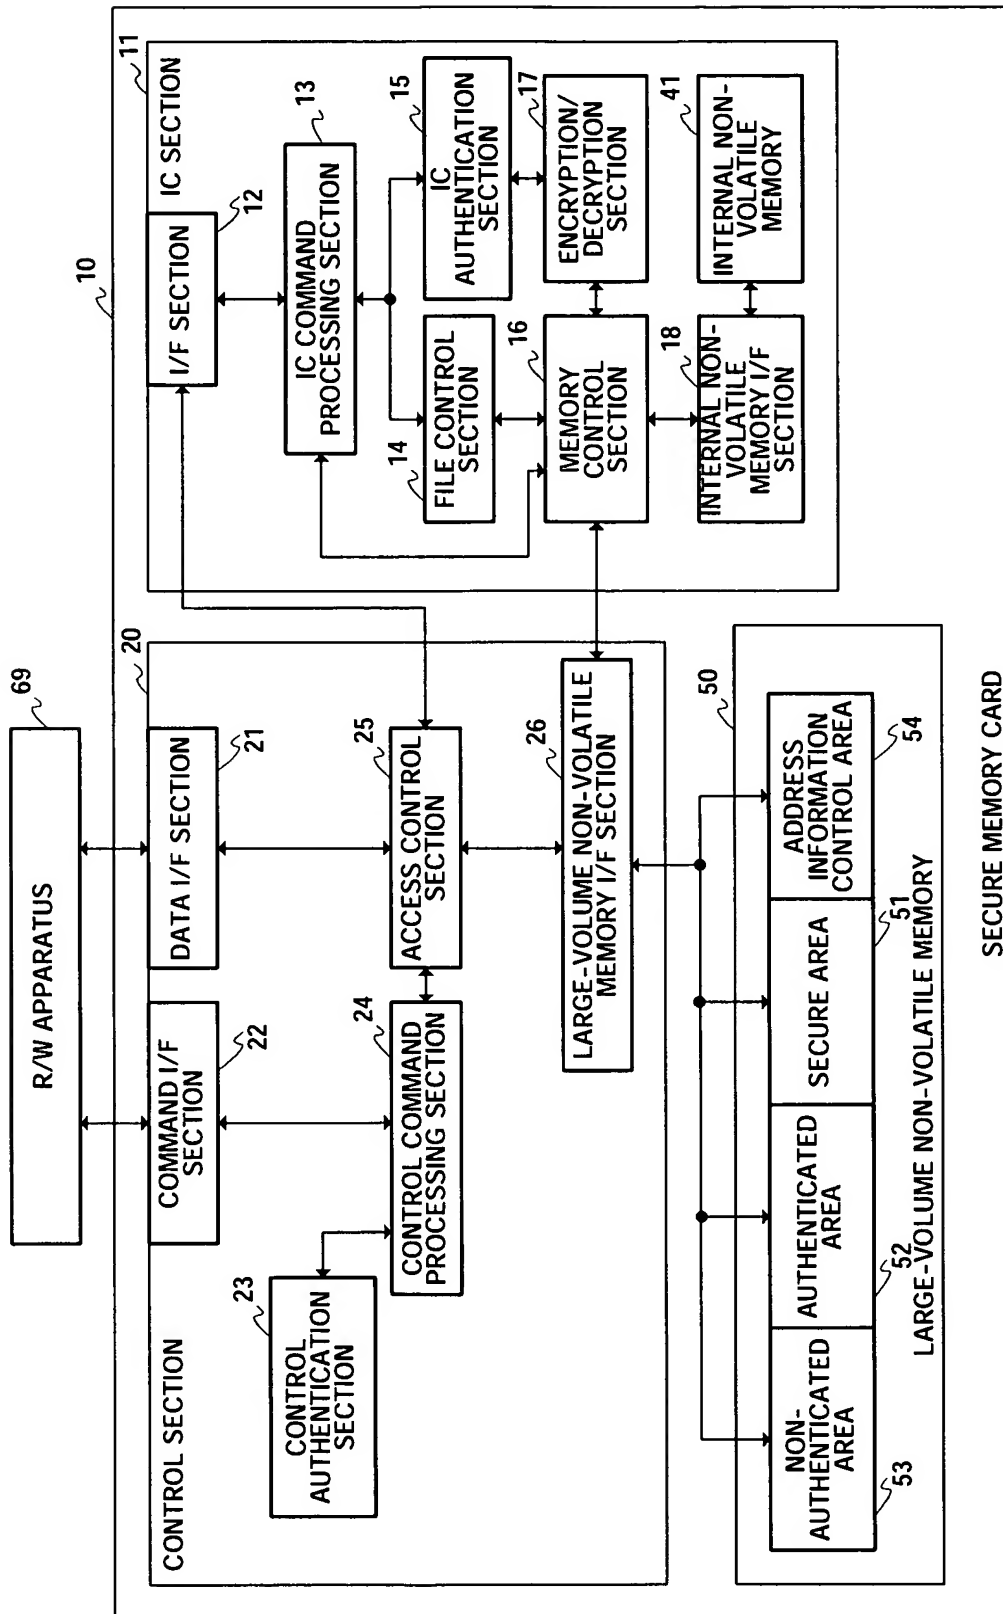 R/W APPARATUS
69
10
CONTROL SECTION
20
COMMAND I/F
SECTION
22
DATA I/F SECTION
21
CONTROL
AUTHENTICATION
SECTION
23
CONTROL COMMAND
PROCESSING SECTION
24
ACCESS CONTROL
SECTION
25
LARGE-VOLUME NON-VOLATILE
MEMORY I/F SECTION
26
IC SECTION
11
I/F SECTION
12
IC COMMAND
PROCESSING SECTION
13
FILE CONTROL
SECTION
14
IC
AUTHENTICATION
SECTION
15
MEMORY
CONTROL
SECTION
16
ENCRYPTION/
DECRYPTION
SECTION
17
INTERNAL NON-
VOLATILE
MEMORY I/F
SECTION
18
INTERNAL NON-
VOLATILE
MEMORY
41
50
NON-
AUTHENTICATED
AREA
53
AUTHENTICATED
AREA
52
SECURE AREA
51
ADDRESS
INFORMATION
CONTROL AREA
54
LARGE-VOLUME NON-VOLATILE MEMORY
SECURE MEMORY CARD